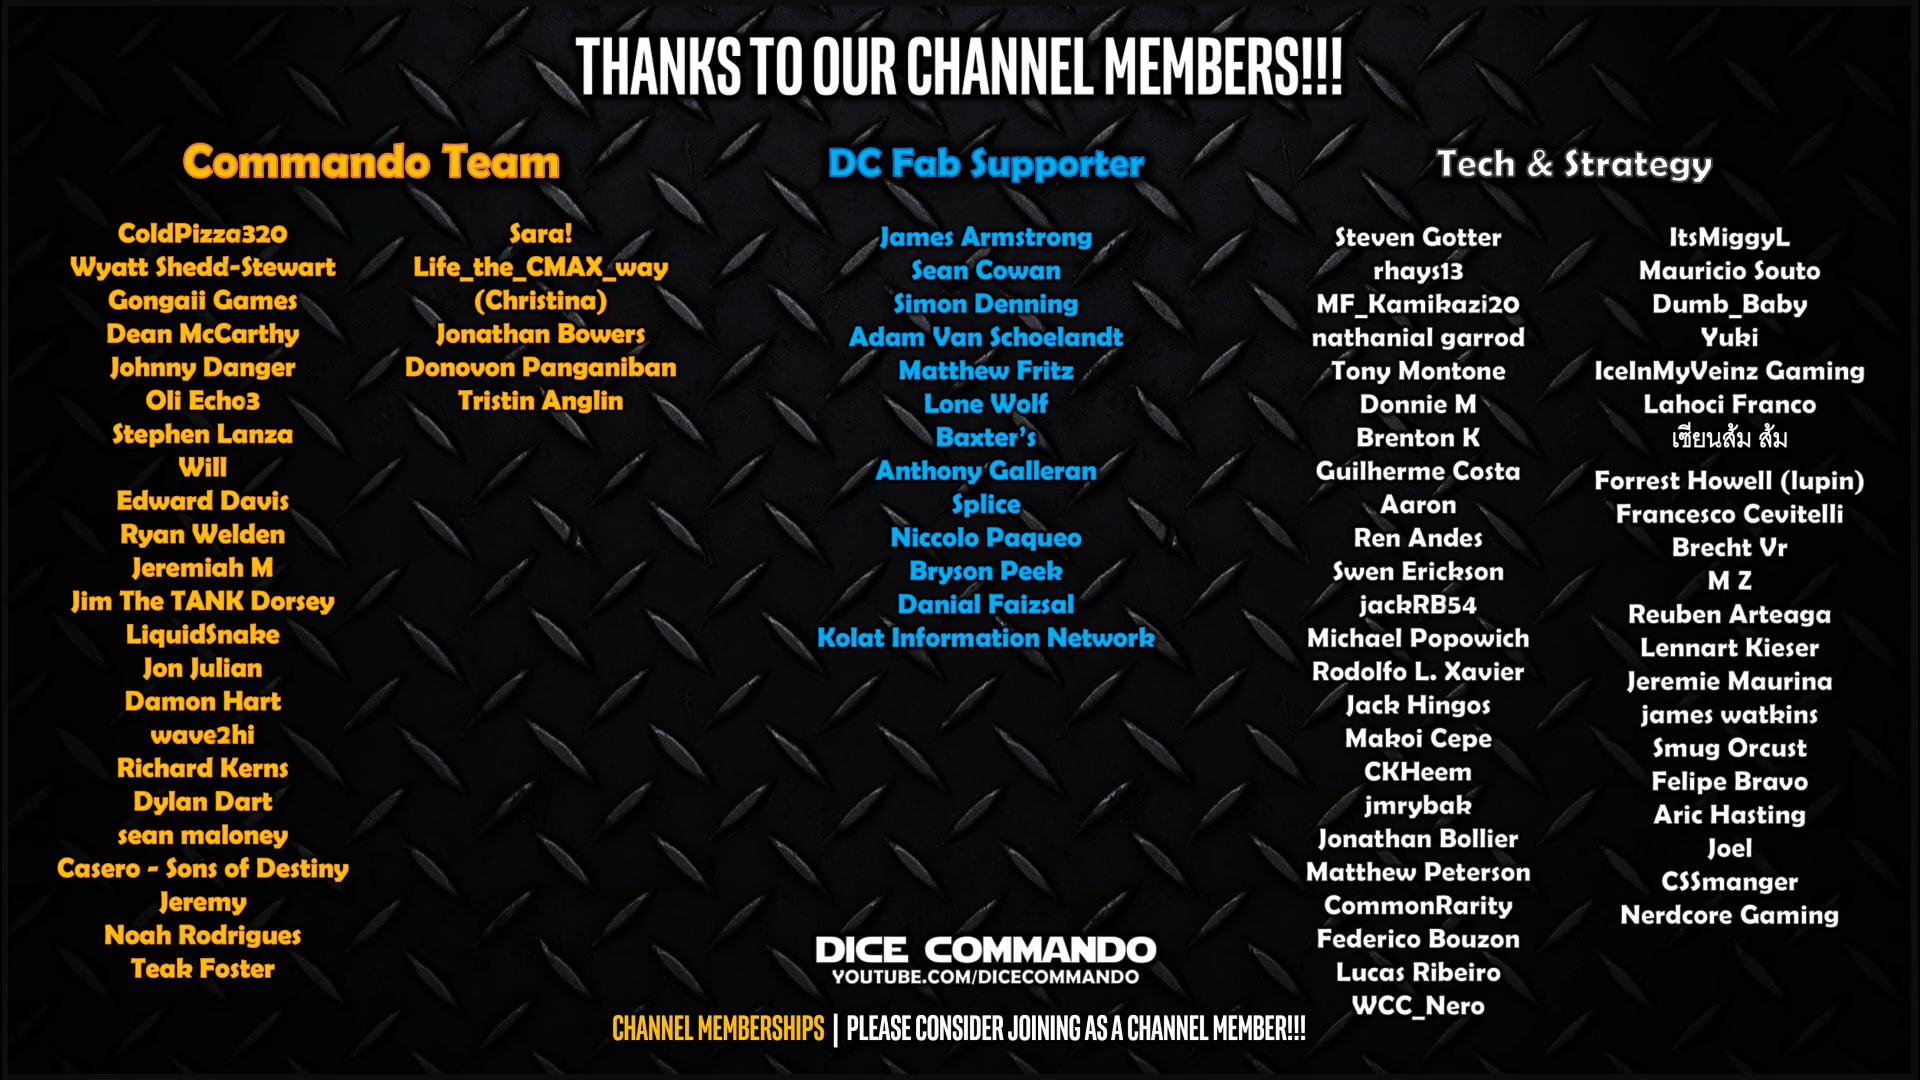 THANKS TO OUR CHANNEL MEMBERS!!!
Commando Team
ColdPizza320
Wyatt Shedd-Stewart
Gongaii Games
Dean McCarthy
Johnny Danger
Oli Echo3
Stephen Lanza
Will
Edward Davis
Ryan Welden
Jeremiah M
Jim The TANK Dorsey
LiquidSnake
Jon Julian
Damon Hart
wave2hi
Richard Kerns
Dylan Dart
sean maloney
Casero - Sons of Destiny
Jeremy
Noah Rodrigues
Teak Foster
Sara!
Life_the_CMAX_way
(Christina)
Jonathan Bowers
Donovon Panganiban
Tristin Anglin
DC Fab Supporter
James Armstrong
Sean Cowan
Simon Denning
Adam Van Schoelandt
Matthew Fritz
Lone Wolf
Baxter’s
Anthony Galleran
Splice
Niccolo Paqueo
Bryson Peek
Danial Faizsal
Kolat Information Network
Tech & Strategy
Steven Gotter
rhays13
MF_Kamikazi20
nathanial garrod
Tony Montone
Donnie M
Brenton K
Guilherme Costa
Aaron
Ren Andes
Swen Erickson
jackRB54
Michael Popowich
Rodolfo L. Xavier
Jack Hingos
Makoi Cepe
CKHeem
jmrybak
Jonathan Bollier
Matthew Peterson
CommonRarity
Federico Bouzon
Lucas Ribeiro
WCC_Nero
ItsMiggyL
Mauricio Souto
Dumb_Baby
Yuki
IceInMyVeinz Gaming
Lahoci Franco
เซียนส้ม ส้ม
Forrest Howell (lupin)
Francesco Cevitelli
Brecht Vr
M Z
Reuben Arteaga
Lennart Kieser
Jeremie Maurina
james watkins
Smug Orcust
Felipe Bravo
Aric Hasting
Joel
CSSmanger
Nerdcore Gaming
DICE COMMANDO
YOUTUBE.COM/DICECOMMANDO
CHANNEL MEMBERSHIPS | PLEASE CONSIDER JOINING AS A CHANNEL MEMBER!!!